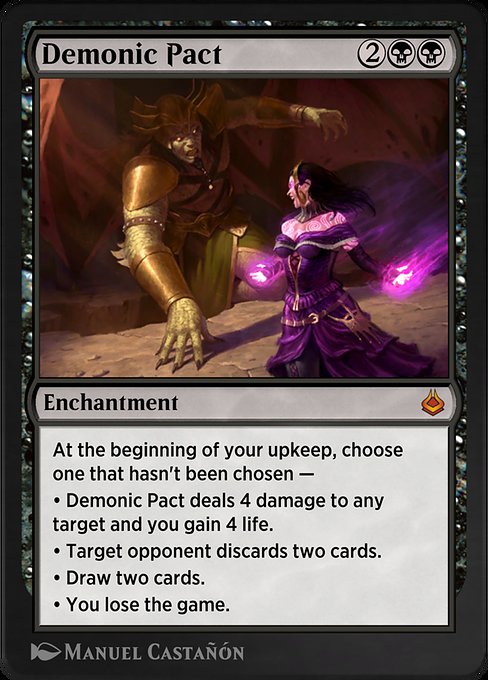 Demonic Pact 2
Enchantment
At the beginning of your upkeep, choose
one that hasn't been chosen —
• Demonic Pact deals 4 damage to any
target and you gain 4 life.
• Target opponent discards two cards.
• Draw two cards.
• You lose the game.
Manuel Castañón